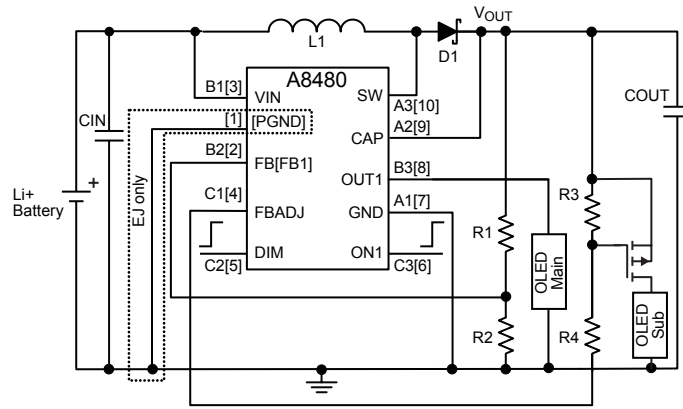 VOUT
L1
D1
A8480
B1[3]
VIN
SW
A3[10]
COUT
CIN
[1]
[PGND]
CAP
A2[9]
B2[2]
FB[FB1]
OUT1
B3[8]
Li+
Battery
+
EJ only
C1[4]
FBADJ
GND
A1[7]
R3
R1
DIM
ON1
C2[5]
C3[6]
OLED
Main
R2
R4
OLED
Sub